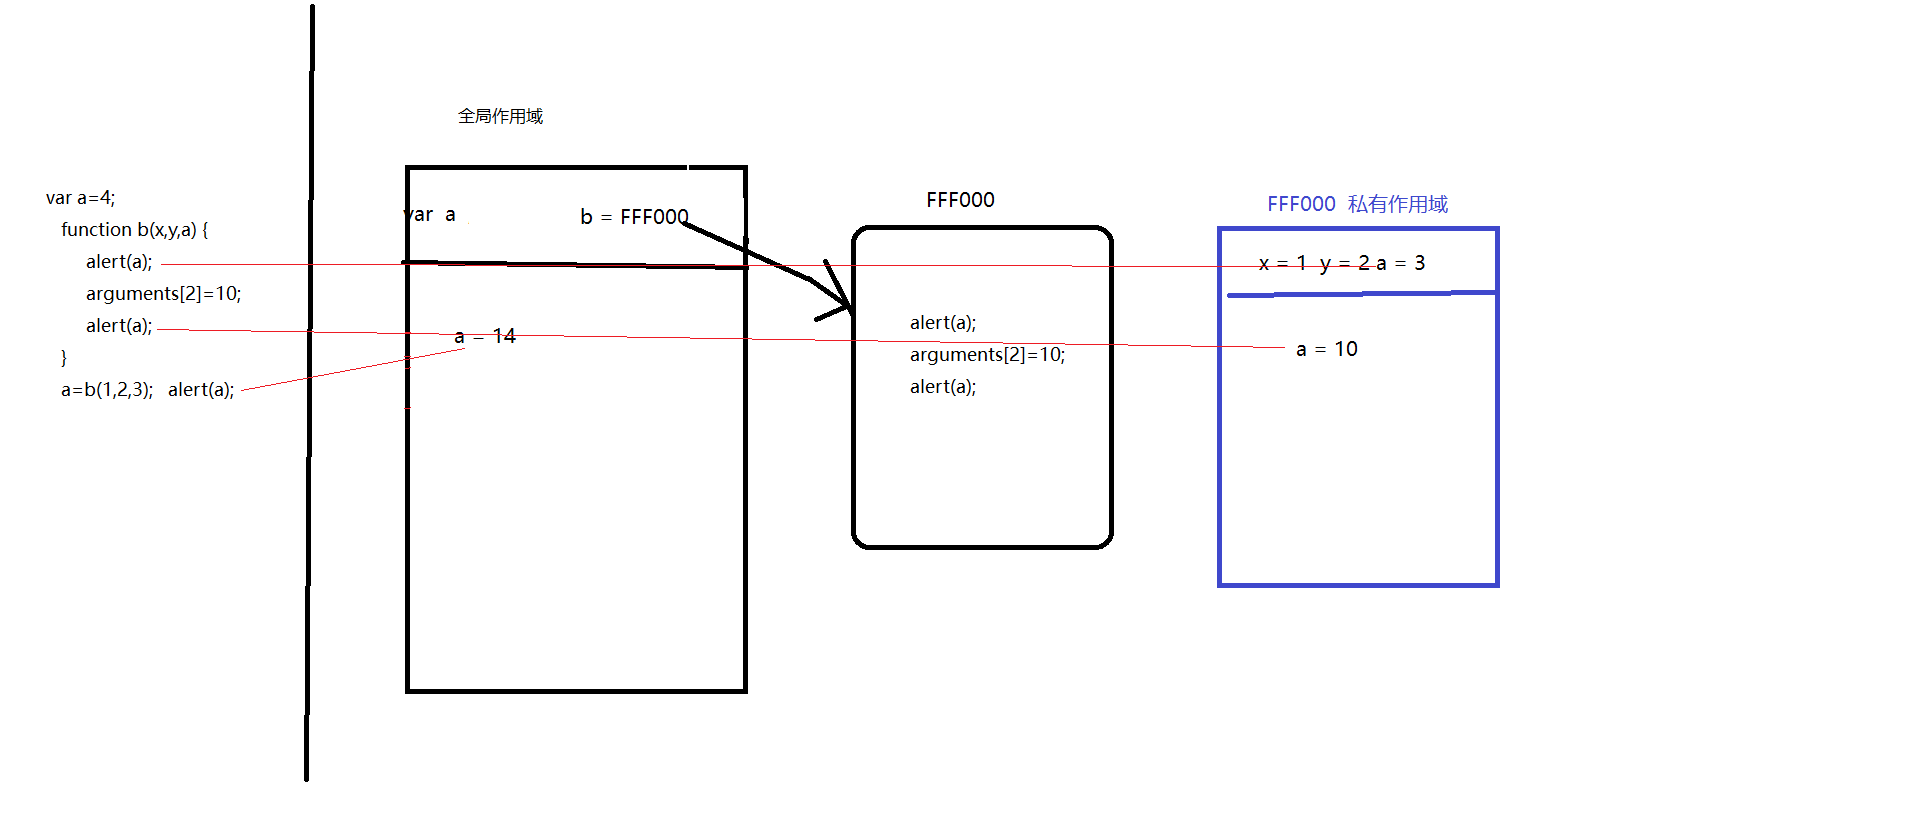 全局作用域
var a=4;
function b(x,y,a) {
alert(a);
arguments[2]=10;
alert(a);
}
a=b(1,2,3);   alert(a);
var  a
b = FFF000
a = 14
FFF000
alert(a);
arguments[2]=10;
alert(a);
FFF000  私有作用域
x = 1  y = 2 a = 3
a = 10